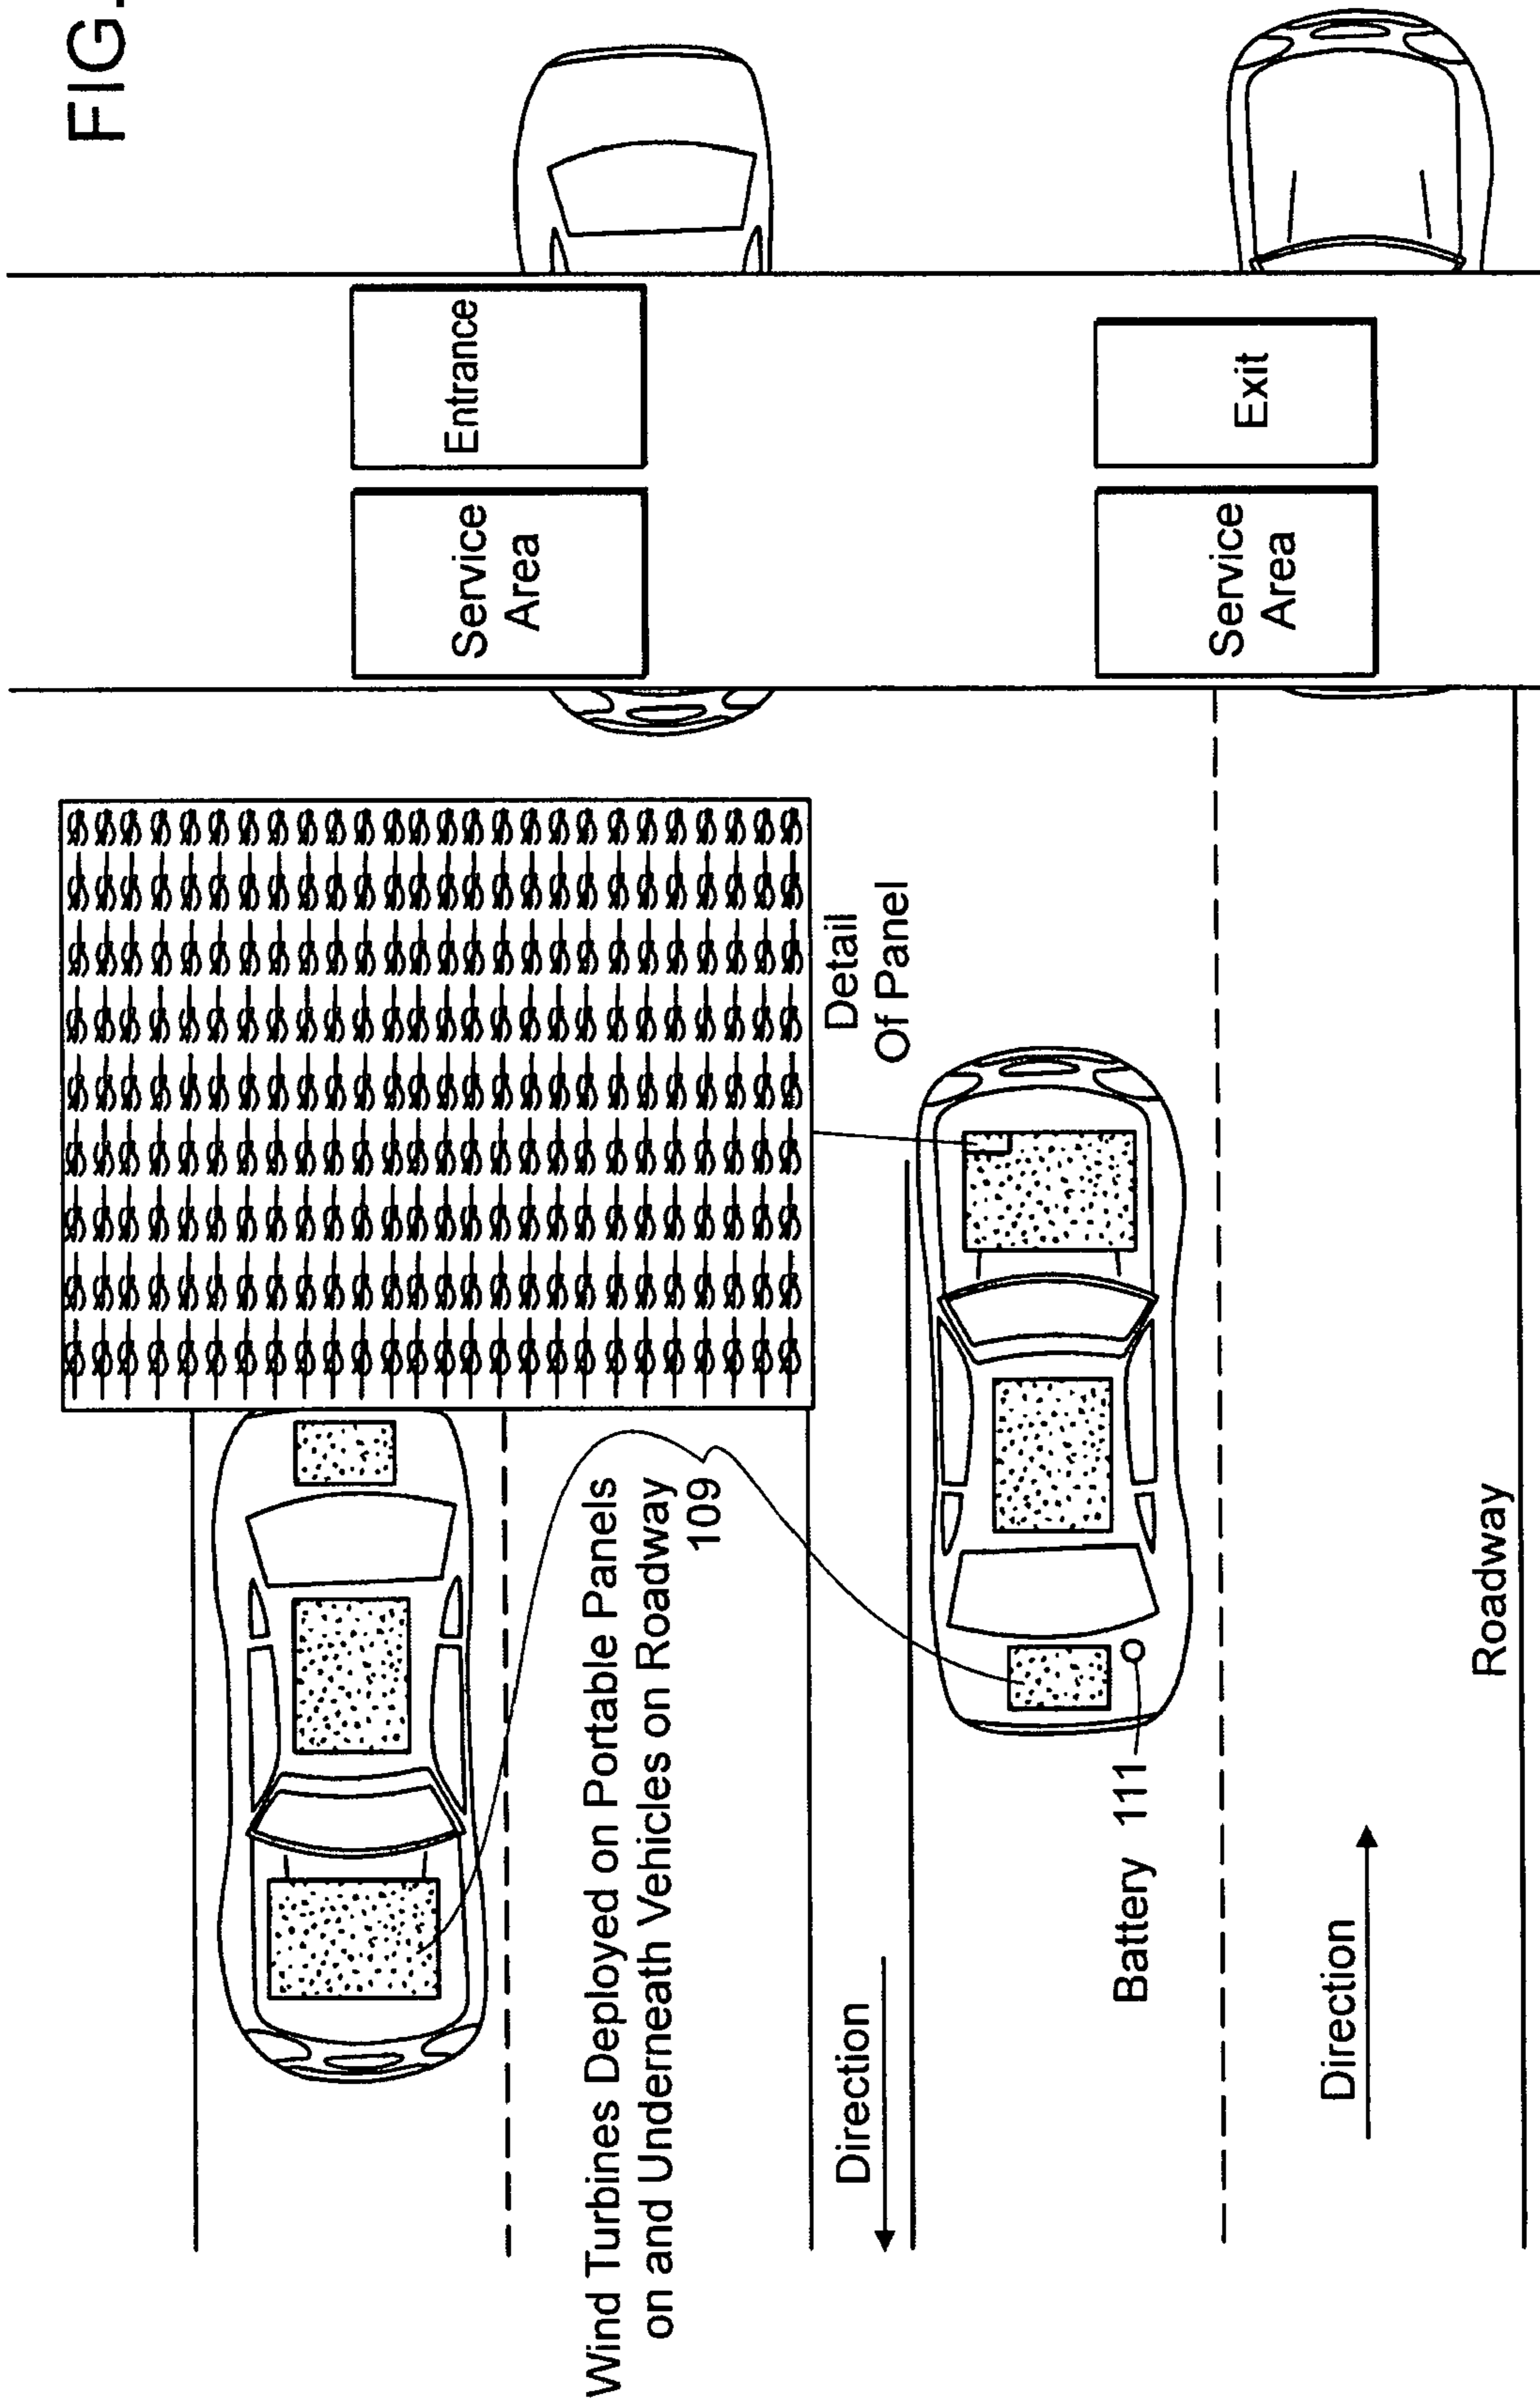 FIG.
Service
Area
Entrance
Service
Area
Exit
Detail
Of Panel
Wind Turbines Deployed on Portable Panels
on and Underneath Vehicles on Roadway
109
Direction
Battery 111
Direction
Roadway